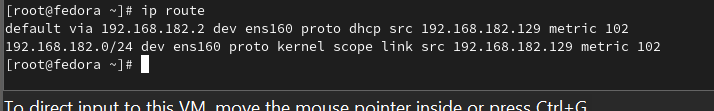 [root@fedora ~]# ip route
default via 192.168.182.2 dev ens160 proto dhcp src 192.168.182.129 metric 102
192.168.182.0/24 dev ens160 proto kernel scope link src 192.168.182.129 metric 102
[root@fedora ~]#
To direct input to this VM, move the mouse pointer inside or press Ctrl+G